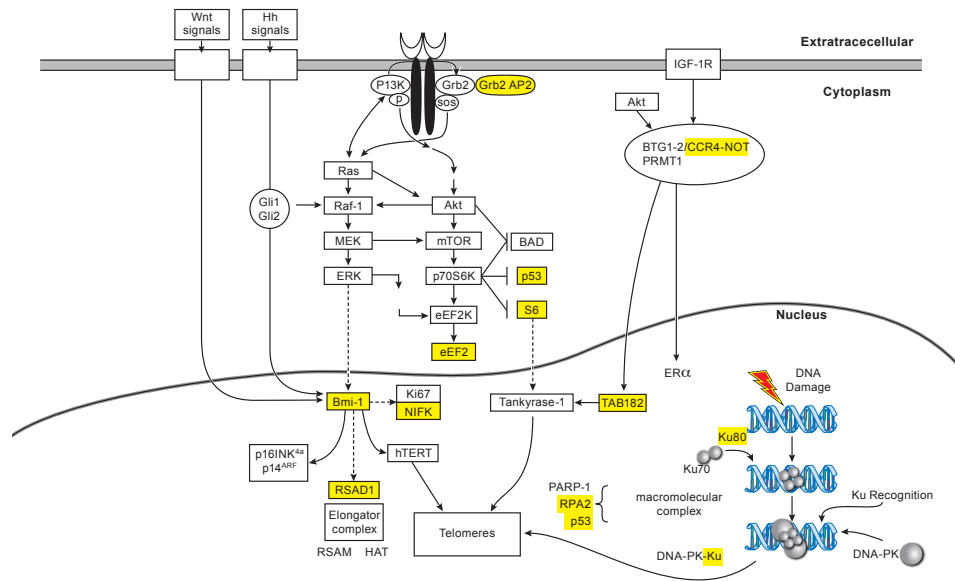 Wnt
signals
Hh
signals
Extratracecellular
Cytoplasm
P13K
P
Grb2
sos
Grb2 AP2
IGF-1R
Akt
BTG1-2/CCR4-NOT
PRMT1
Ras
Gli1
Gli2
Raf-1
Akt
MEK
mTOR
BAD
ERK
p70S6K
p53
eEF2K
S6
eEF2
Nucleus
ERα
DNA
Damage
Bmi-1
Ki67
NIFK
Tankyrase-1
TAB182
Ku80
Ku70
p16INK4a
p14ARF
hTERT
RSAD1
Elongator
complex
RSAM HAT
Telomeres
PARP-1
RPA2
p53
macromolecular
complex
Ku Recognition
DNA-PK-Ku
DNA-PK